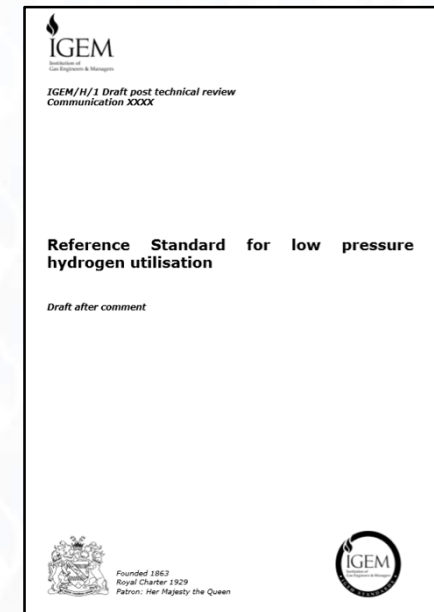 IGEM
Institution of
Gas Engineers & Managers
IGEM/H/1 Draft post technical review
Communication XXXX
Reference Standard for low pressure
hydrogen utilisation
Draft after comment
Founded 1863
Royal Charter 1929
Patron: Her Majesty the Queen
IGEM